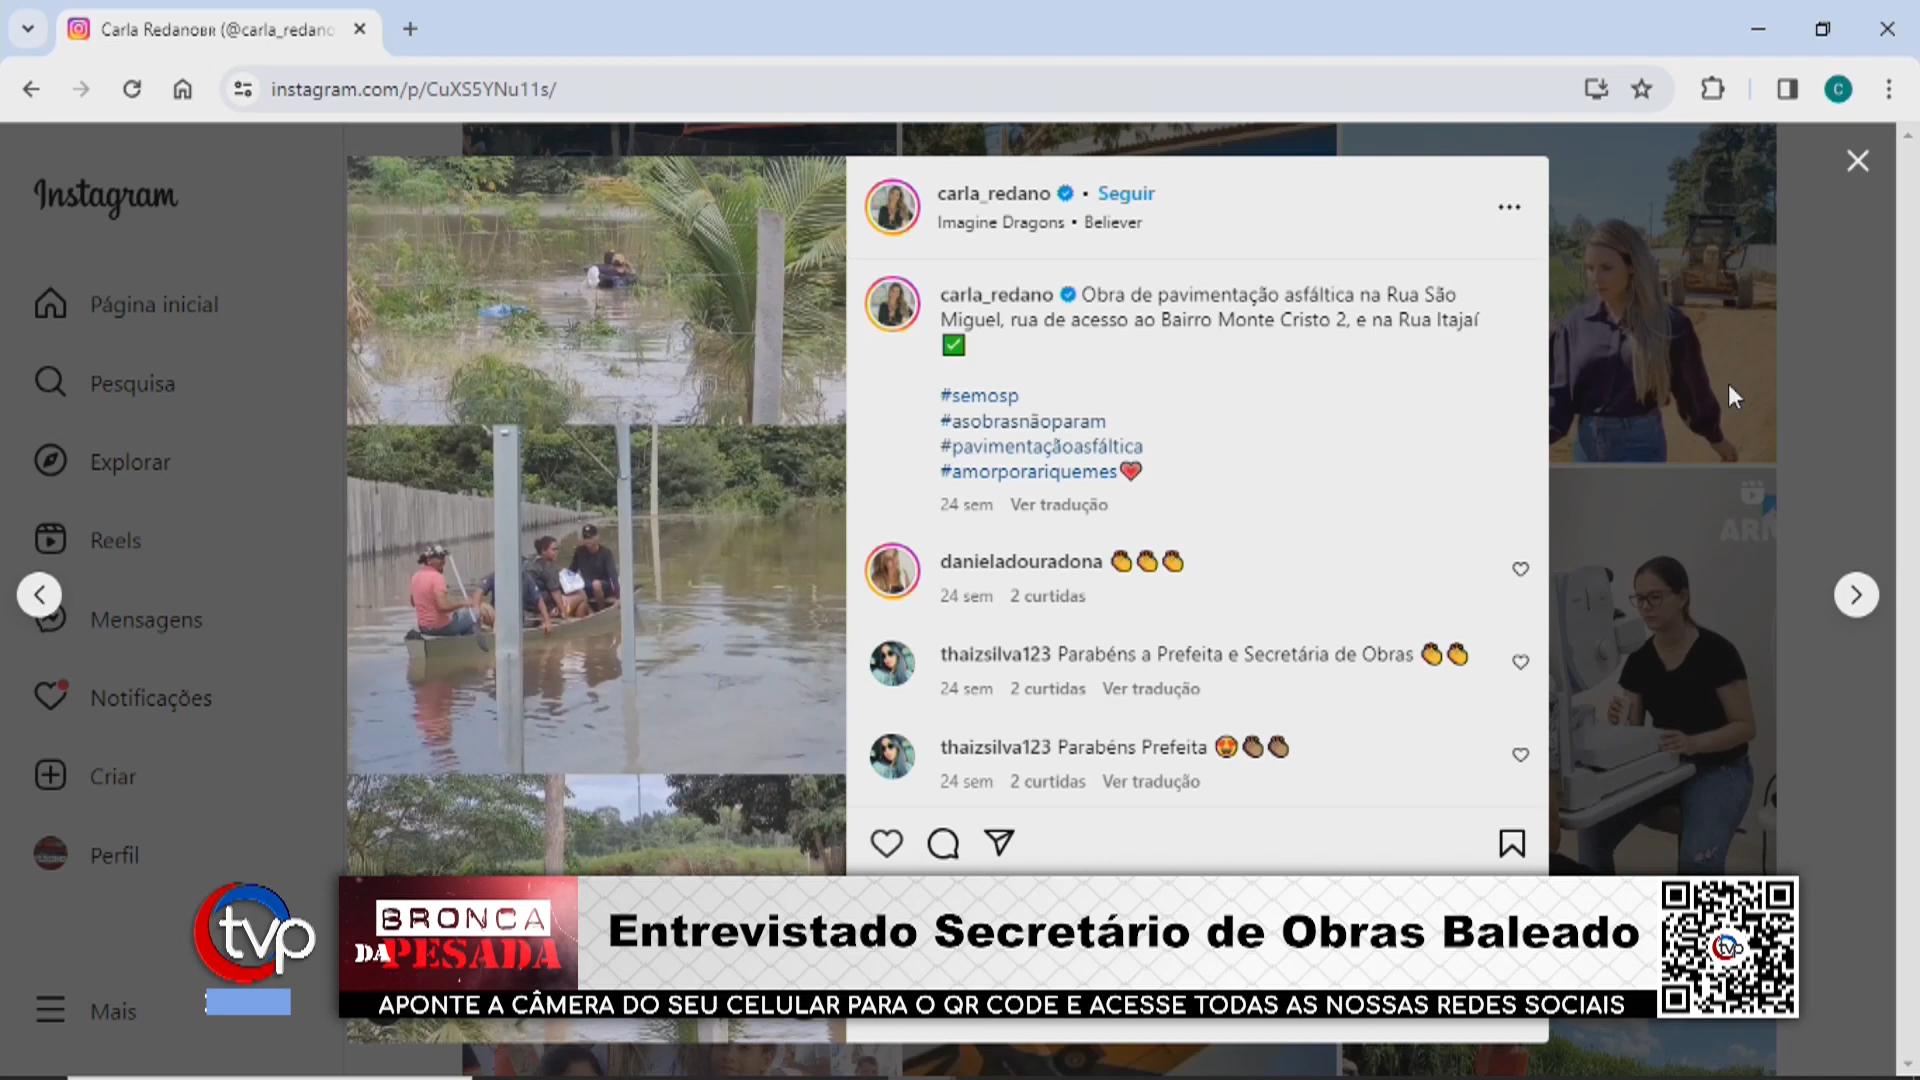 Carla Redanoʙʀ (@carla_redano
instagram.com/p/CuXS5YNu11s/
C
Instagram
Página inicial
Pesquisa
Explorar
Reels
Mensagens
Notificações
Criar
Perfil
Mais
carla_redano • Seguir
Imagine Dragons • Believer
carla_redano Obra de pavimentação asfáltica na Rua São
Miguel, rua de acesso ao Bairro Monte Cristo 2, e na Rua Itajaí
✅
#semosp
#asobrasnãoparam
#pavimentaçãoasfáltica
#amorporariquemes❤
24 sem Ver tradução
danieladouradona 👏👏👏
24 sem 2 curtidas
thaizsilva123 Parabéns a Prefeita e Secretária de Obras 👏👏
24 sem 2 curtidas Ver tradução
thaizsilva123 Parabéns Prefeita 😍👏🏽👏🏽
24 sem 2 curtidas Ver tradução
tvp
BRONCA
DA PESADA
Entrevistado Secretário de Obras Baleado
tvp
APONTE A CÂMERA DO SEU CELULAR PARA O QR CODE E ACESSE TODAS AS NOSSAS REDES SOCIAIS